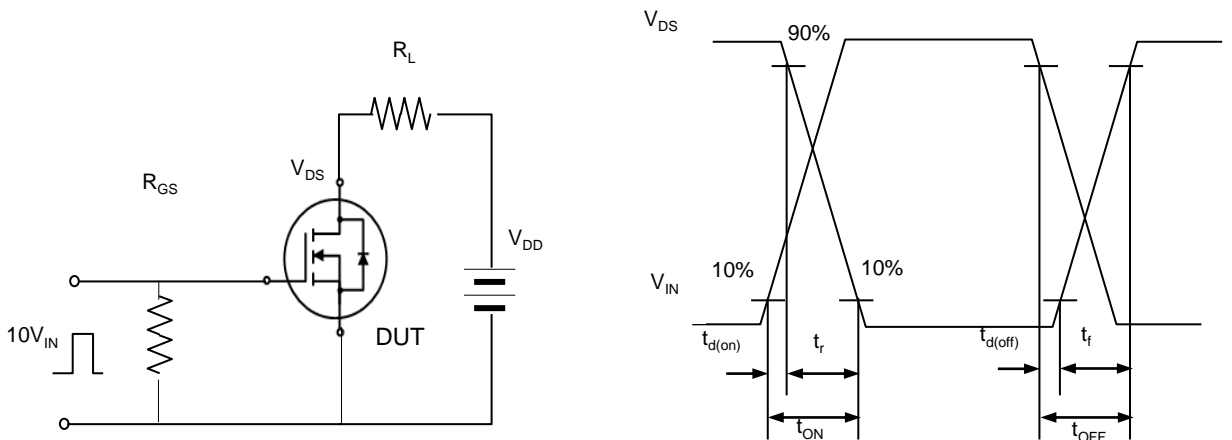 R_L
V_DS
R_GS
V_DD
10V_IN
DUT
V_DS
90%
10%
10%
V_IN
t_d(on)
t_r
t_d(off)
t_f
t_ON
t_OFF